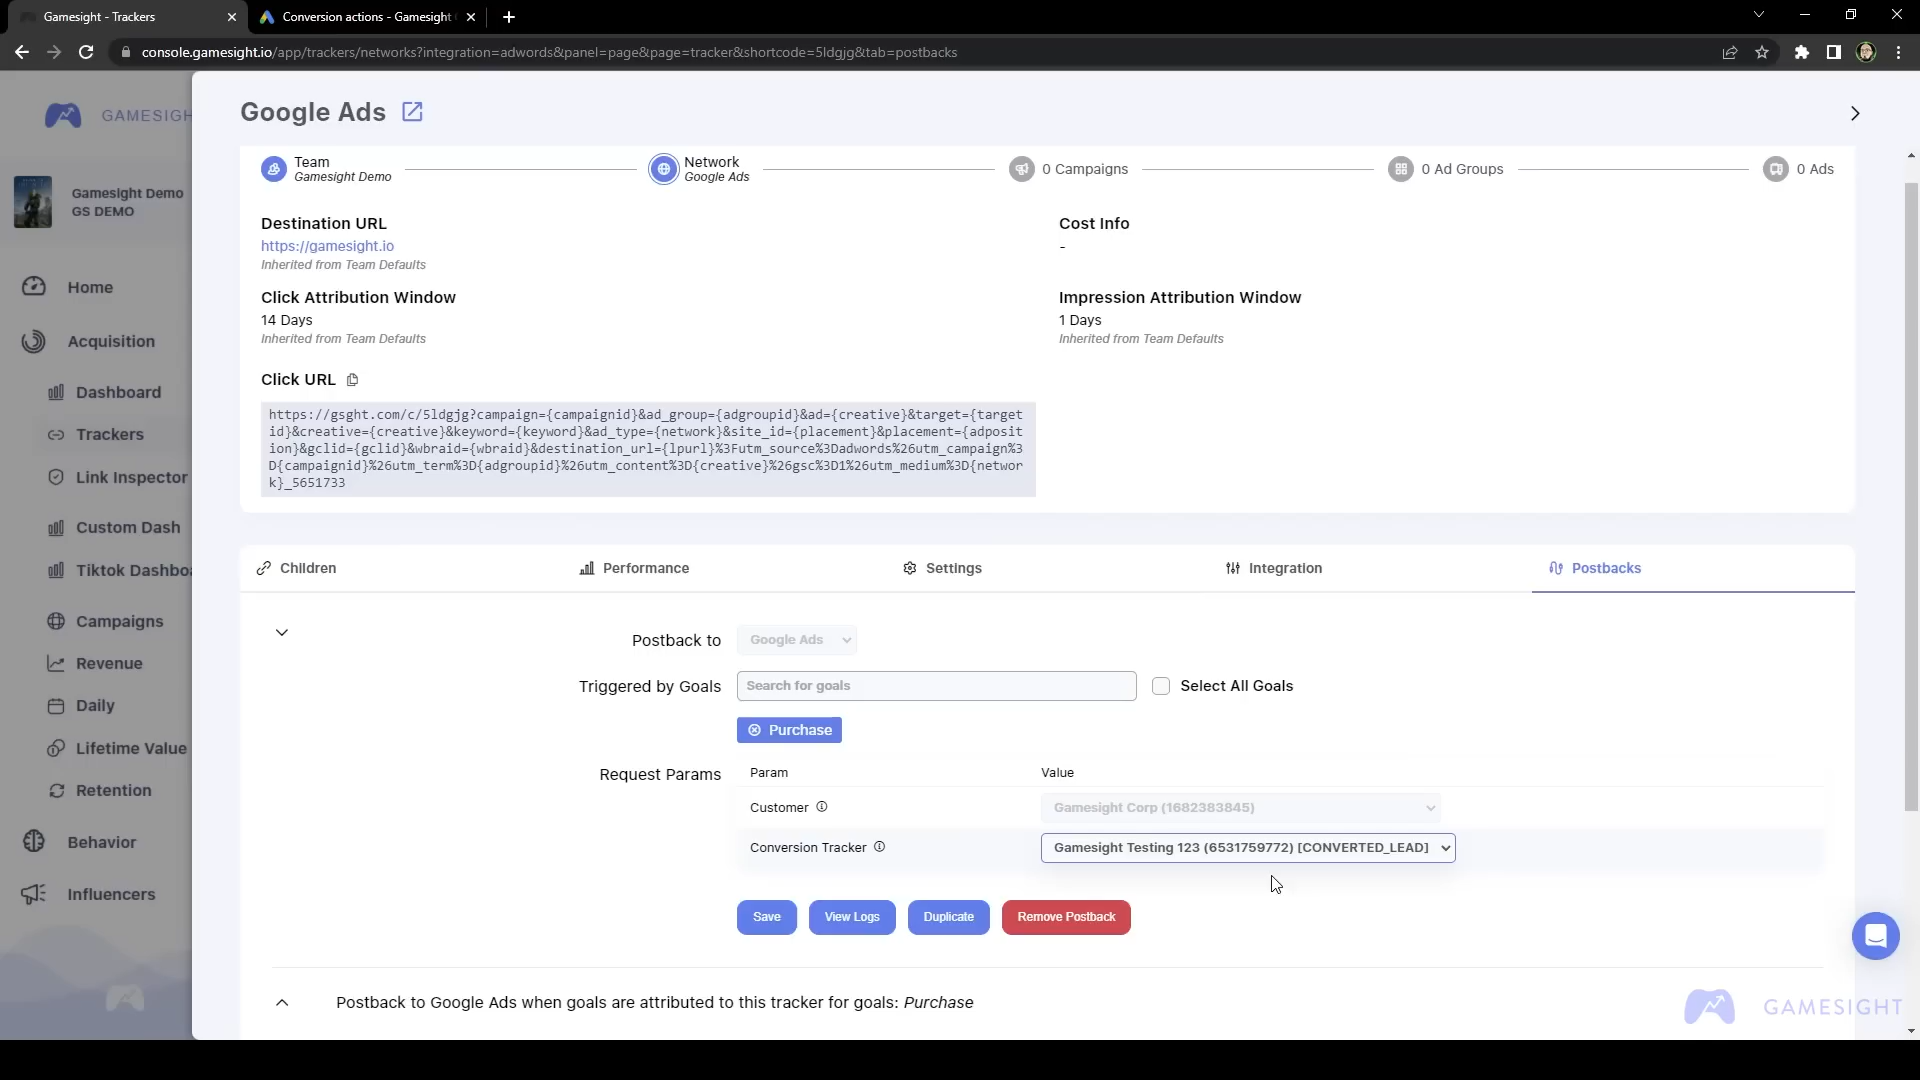 Gamesight - Trackers
Conversion actions - Gamesight
console.gamesight.io/app/trackers/networks?integration=adwords&panel=page&page=tracker&shortcode=5ldgjg&tab=postbacks
GAMESIGH
Gamesight Demo
GS DEMO
Home
Acquisition
Dashboard
Trackers
Link Inspector
Custom Dash
Tiktok Dashboa
Campaigns
Revenue
Daily
Lifetime Value
Retention
Behavior
Influencers
Google Ads
Team
Gamesight Demo
Network
Google Ads
0 Campaigns
0 Ad Groups
0 Ads
Destination URL
https://gamesight.io
Inherited from Team Defaults
Cost Info
-
Click Attribution Window
14 Days
Inherited from Team Defaults
Impression Attribution Window
1 Days
Inherited from Team Defaults
Click URL
https://gsght.com/c/5ldgjg?campaign={campaignid}&ad_group={adgroupid}&ad={creative}&target={target
id}&creative={creative}&keyword={keyword}&ad_type={network}&site_id={placement}&placement={adposit
ion}&gclid={gclid}&wbraid={wbraid}&destination_url={lpurl}%3Futm_source%3Dadwords%26utm_campaign%3
D{campaignid}%26utm_term%3D{adgroupid}%26utm_content%3D{creative}%26gsc%3D1%26utm_medium%3D{networ
k}_5651733
Children
Performance
Settings
Integration
Postbacks
Postback to
Google Ads
Triggered by Goals
Search for goals
Select All Goals
Purchase
Request Params
Param
Value
Customer
Gamesight Corp (1682383845)
Conversion Tracker
Gamesight Testing 123 (6531759772) [CONVERTED_LEAD]
Save
View Logs
Duplicate
Remove Postback
Postback to Google Ads when goals are attributed to this tracker for goals: Purchase
GAMESIGHT